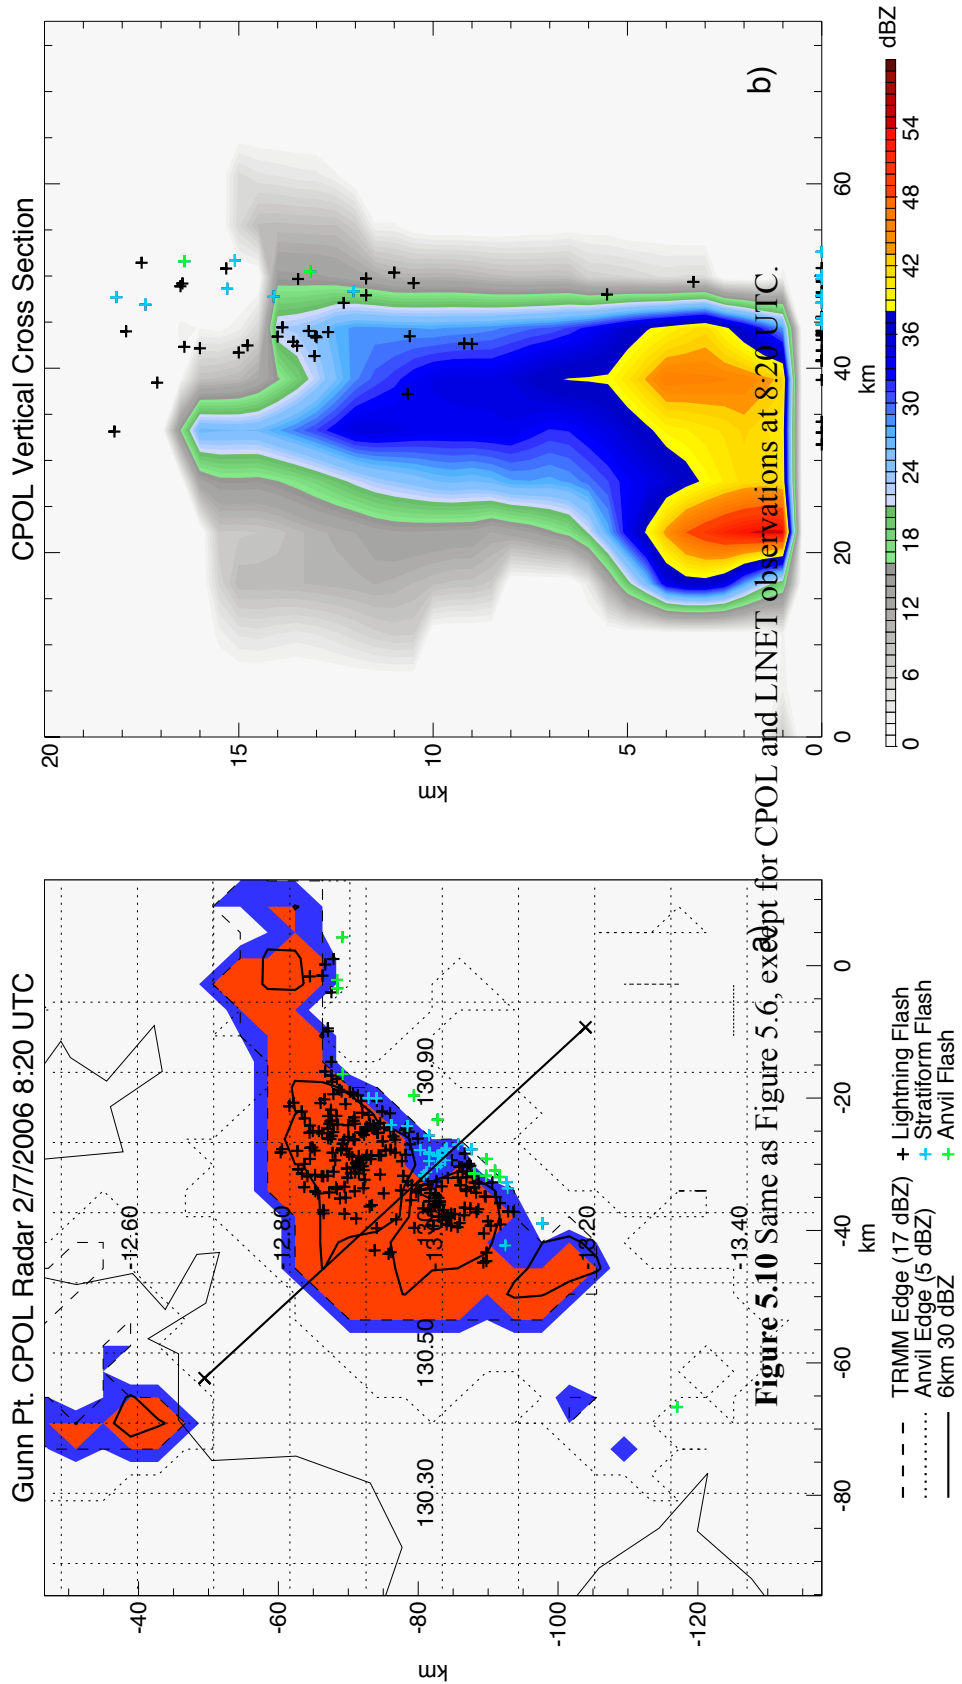 Gunn Pt. CPOL Radar 2/7/2006 8:20 UTC
km
-40
-60
-80
-100
-120
-12.60
-12.80
-13.20
-13.40
130.30
130.50
130.90
-80
-60
-40
-20
0
km
a)
TRMM Edge (17 dBZ)
Anvil Edge (5 dBZ)
6km 30 dBZ
Lightning Flash
Stratiform Flash
Anvil Flash
CPOL Vertical Cross Section
km
20
15
10
5
0
0
20
40
60
km
b)
0
6
12
18
24
30
36
42
48
54
dBZ
Figure 5.10 Same as Figure 5.6, except for CPOL and LINET observations at 8:20 UTC.